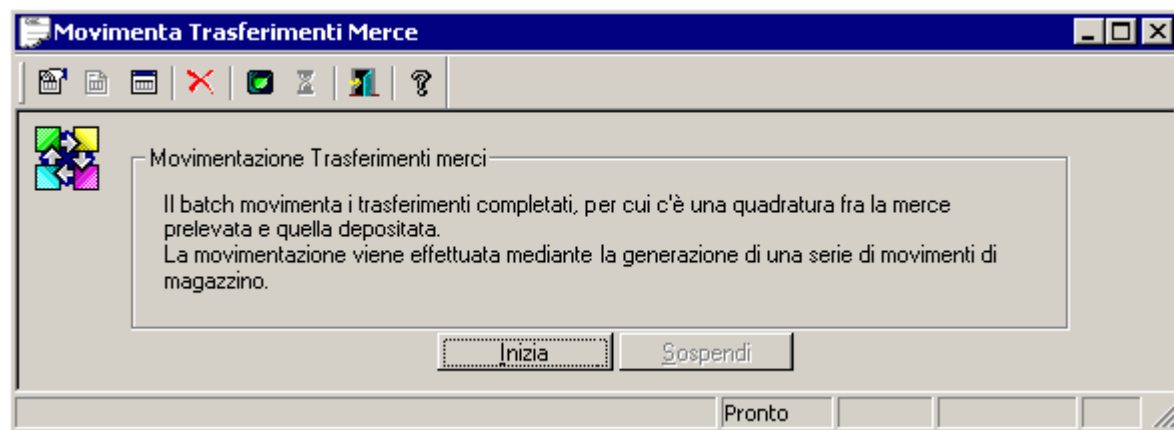 Movimenta Trasferimenti Merce
Movimentazione Trasferimenti merci
Il batch movimenta i trasferimenti completati, per cui c'è una quadratura fra la merce
prelevata e quella depositata.
La movimentazione viene effettuata mediante la generazione di una serie di movimenti di
magazzino.
Inizia
Sospendi
Pronto